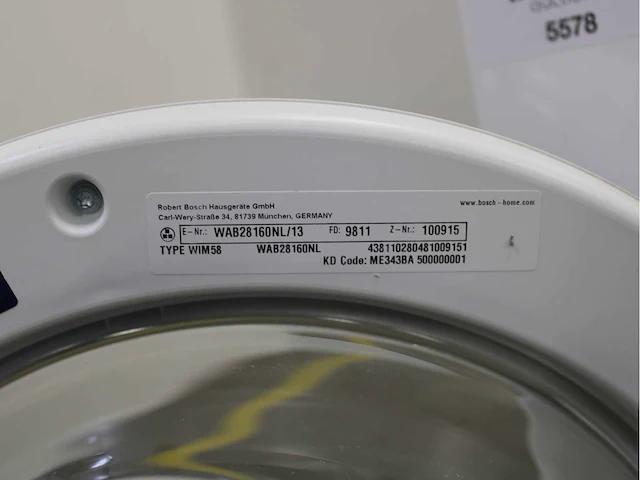 5578
Robert Bosch Hausgeräte GmbH
www.bosch-home.com
Carl-Wery-Straße 34, 81739 München, GERMANY
E-Nr.: WAB28160NL/13 FD: 9811 Z-Nr.: 100915
TYPE WIM58 WAB28160NL 438110280481009151
KD Code: ME343BA 500000001